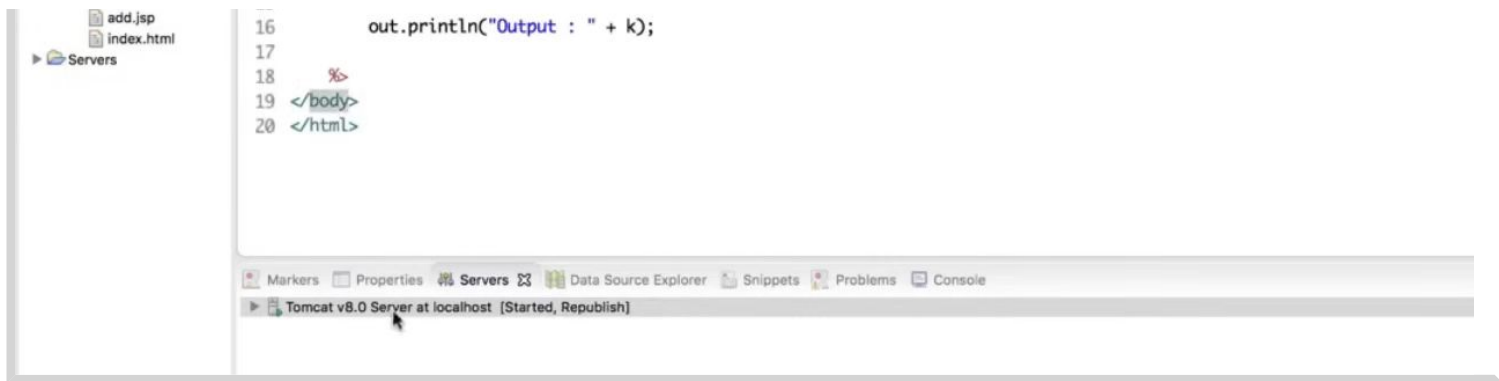 add.jsp
index.html
Servers
16 out.println("Output : " + k);
17
18 %>
19 </body>
20 </html>
Markers Properties Servers Data Source Explorer Snippets Problems Console
Tomcat v8.0 Server at localhost [Started, Republish]